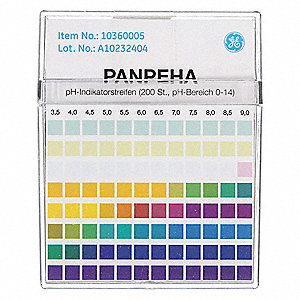 Item No.: 10360005
Lot. No.: A10232404
PANPEHA
pH-Indikatorstreifen (200 St., pH-Bereich 0-14)
3,5 4,0 4,5 5,0 5,5 6,0 6,5 7,0 7,5 8,0 8,5 9,0